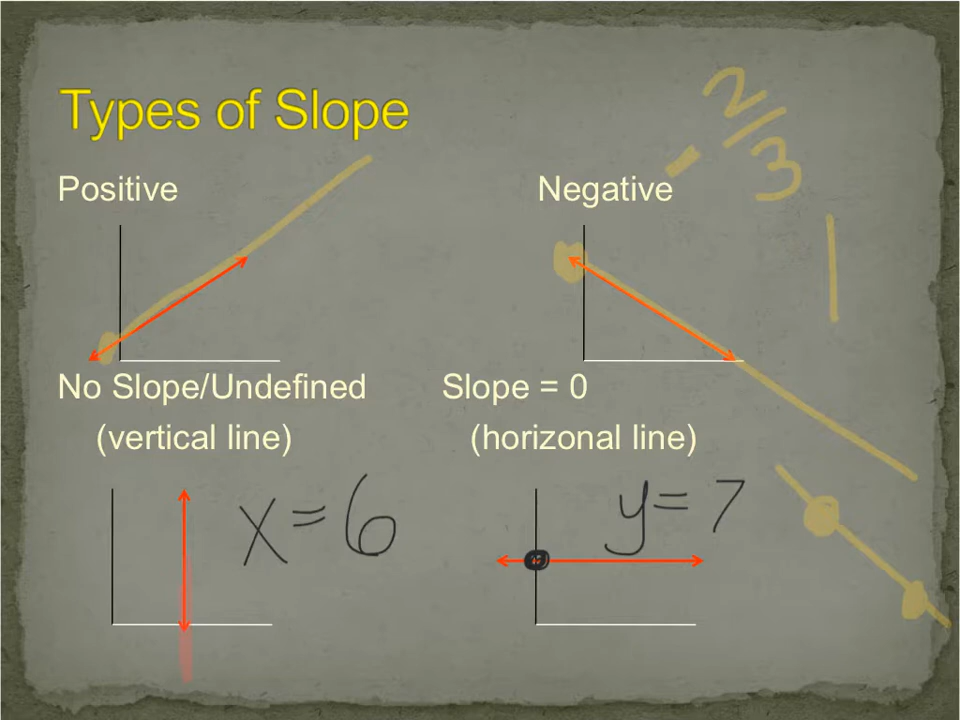 Types of Slope
- 2/3
Positive
Negative
No Slope/Undefined
Slope = 0
(vertical line)
(horizonal line)
x = 6
y = 7